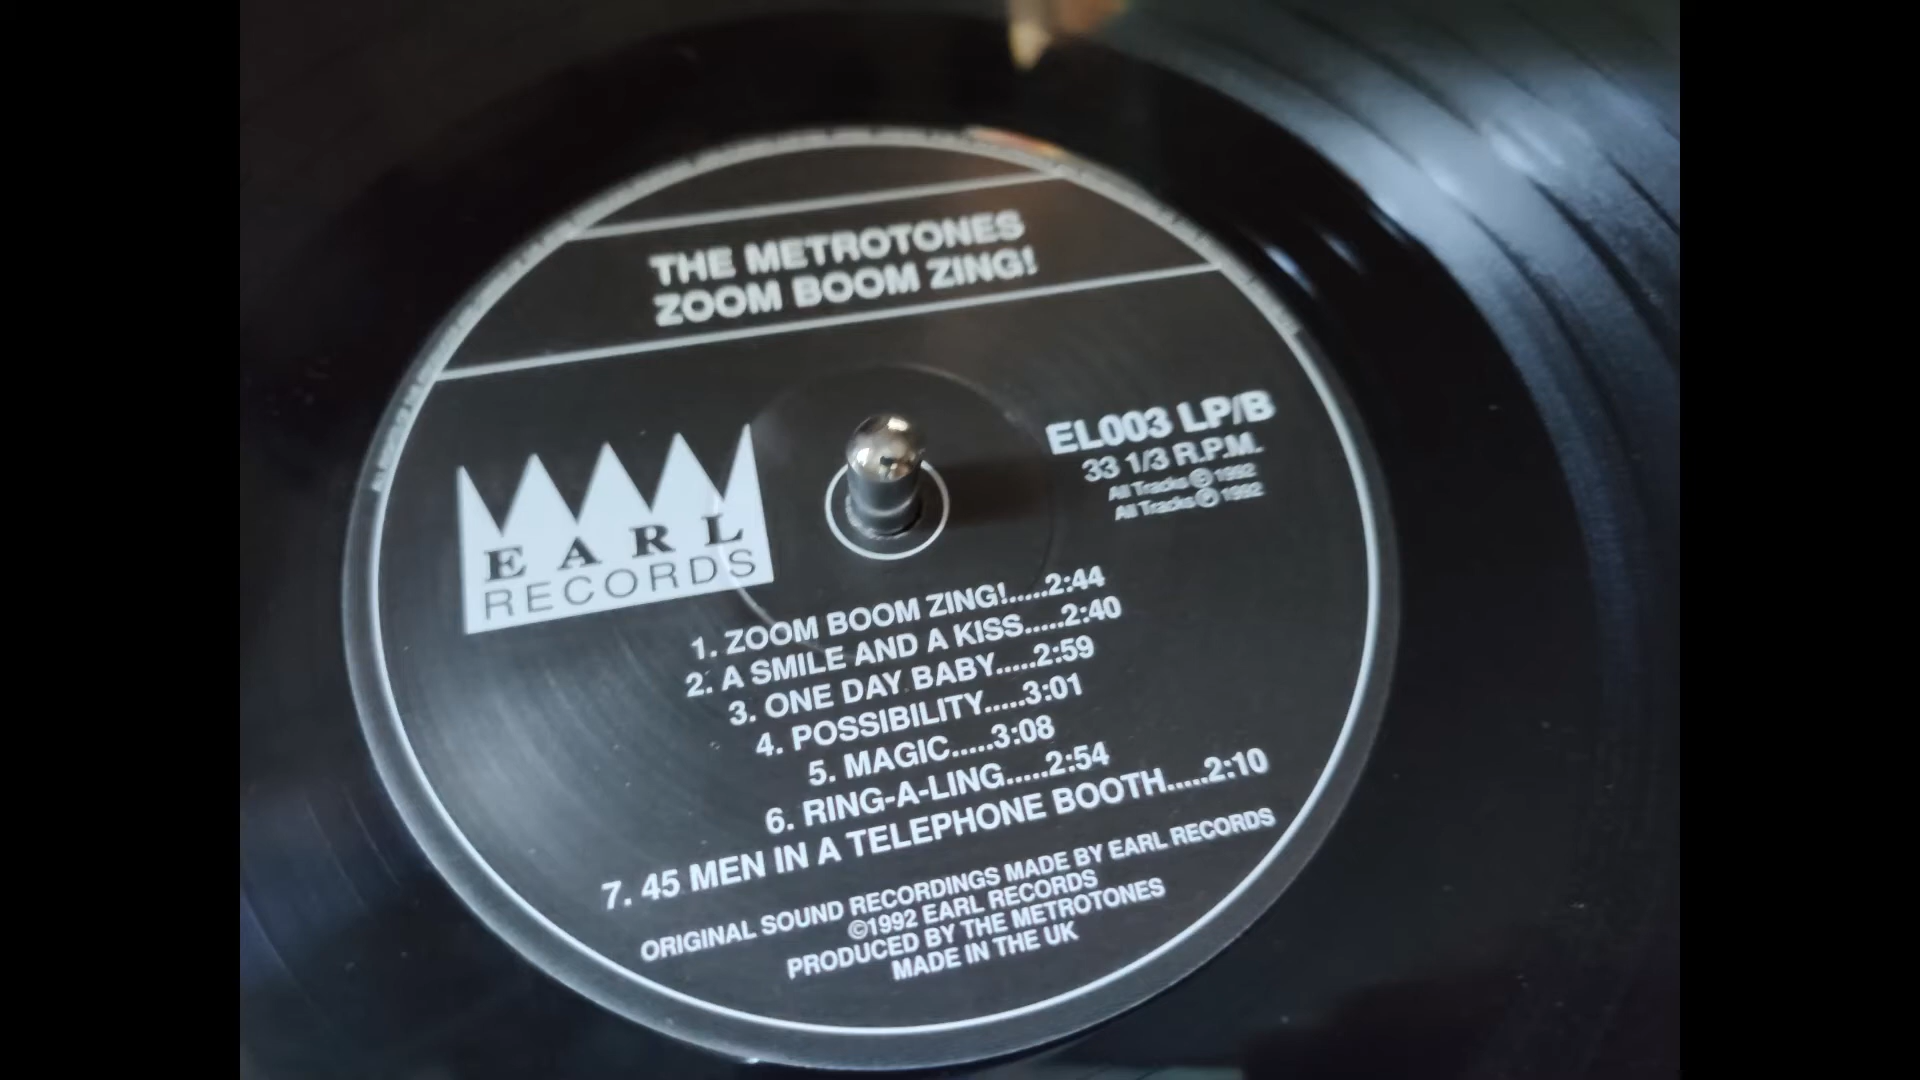 THE METROTONES
ZOOM BOOM ZING!
EL003 LP/B
33 1/3 R.P.M.
All Tracks © 1992
All Tracks ℗ 1992
EARL
RECORDS
1. ZOOM BOOM ZING!.....2:44
2. A SMILE AND A KISS.....2:40
3. ONE DAY BABY.....2:59
4. POSSIBILITY.....3:01
5. MAGIC.....3:08
6. RING-A-LING.....2:54
7. 45 MEN IN A TELEPHONE BOOTH.....2:10
ORIGINAL SOUND RECORDINGS MADE BY EARL RECORDS
©1992 EARL RECORDS
PRODUCED BY THE METROTONES
MADE IN THE UK